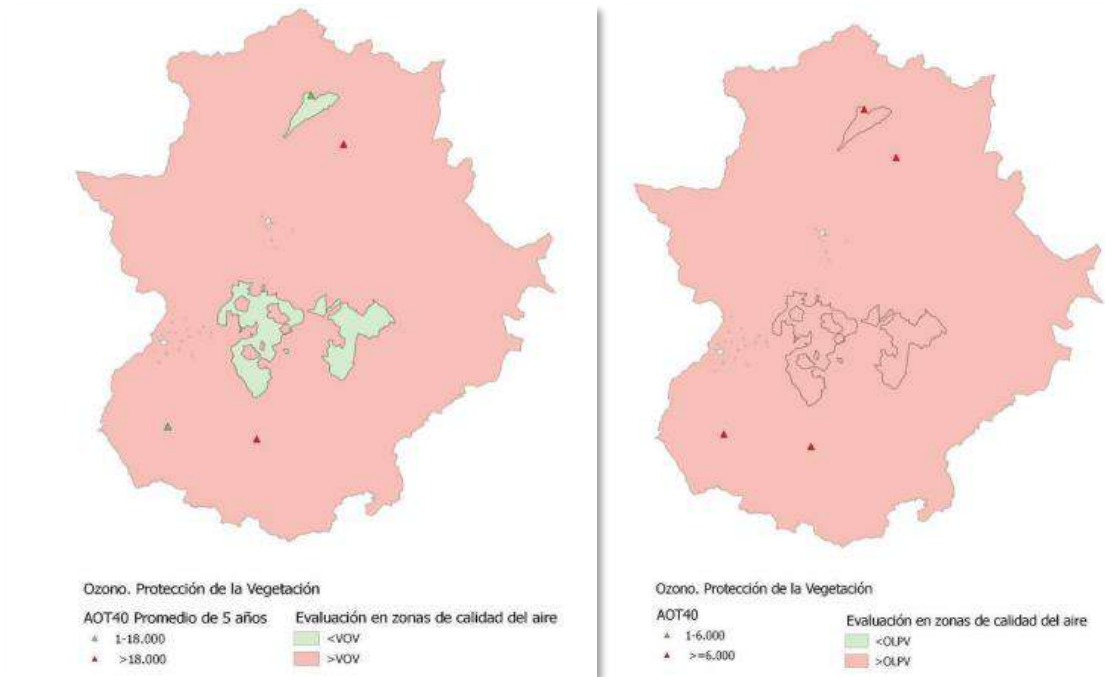 Ozono. Protección de la Vegetación
AOT40 Promedio de 5 años
1-18.000
>18.000
Evaluación en zonas de calidad del aire
<VOV
>VOV
Ozono. Protección de la Vegetación
AOT40
1-6.000
>=6.000
Evaluación en zonas de calidad del aire
<OLPV
>OLPV